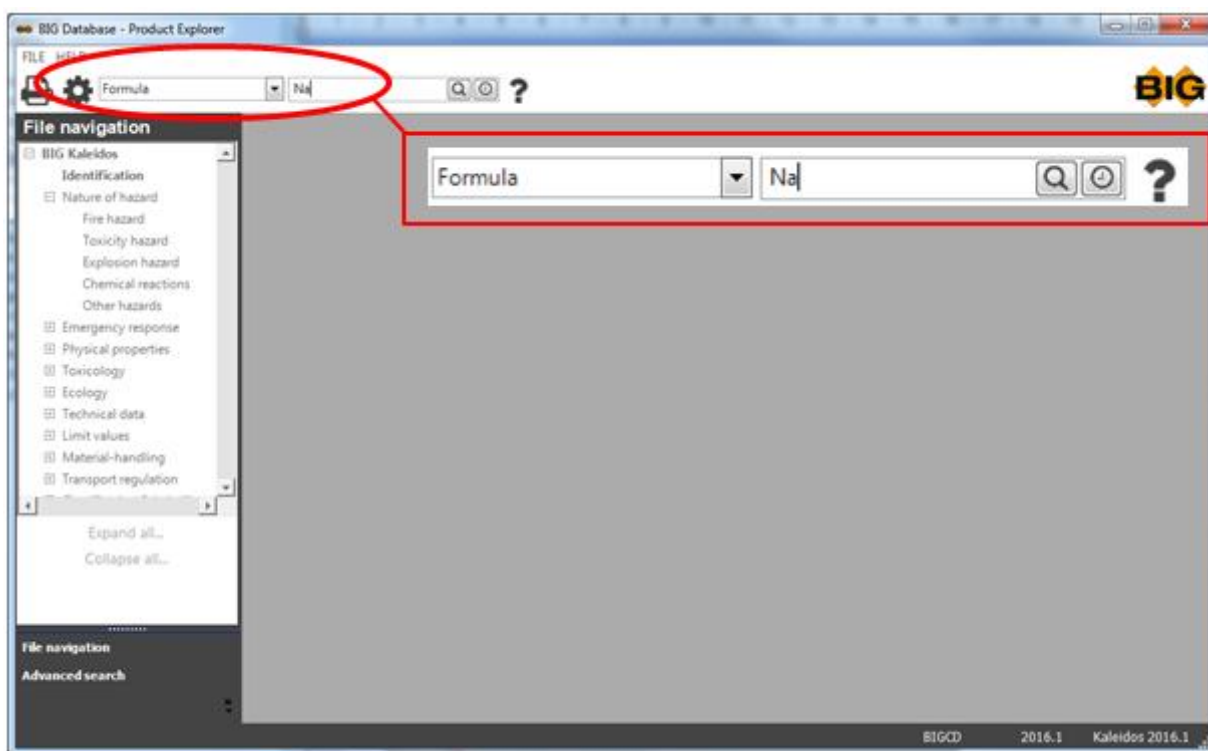 BIG Database - Product Explorer
FILE HELP
Formula Na
BIG
File navigation
BIG Kaleidos
Identification
Nature of hazard
Fire hazard
Toxicity hazard
Explosion hazard
Chemical reactions
Other hazards
Emergency response
Physical properties
Toxicology
Ecology
Technical data
Limit values
Material-handling
Transport regulation
Expand all...
Collapse all...
Formula Na ?
File navigation
Advanced search
BIGCD 2016.1 Kaleidos 2016.1